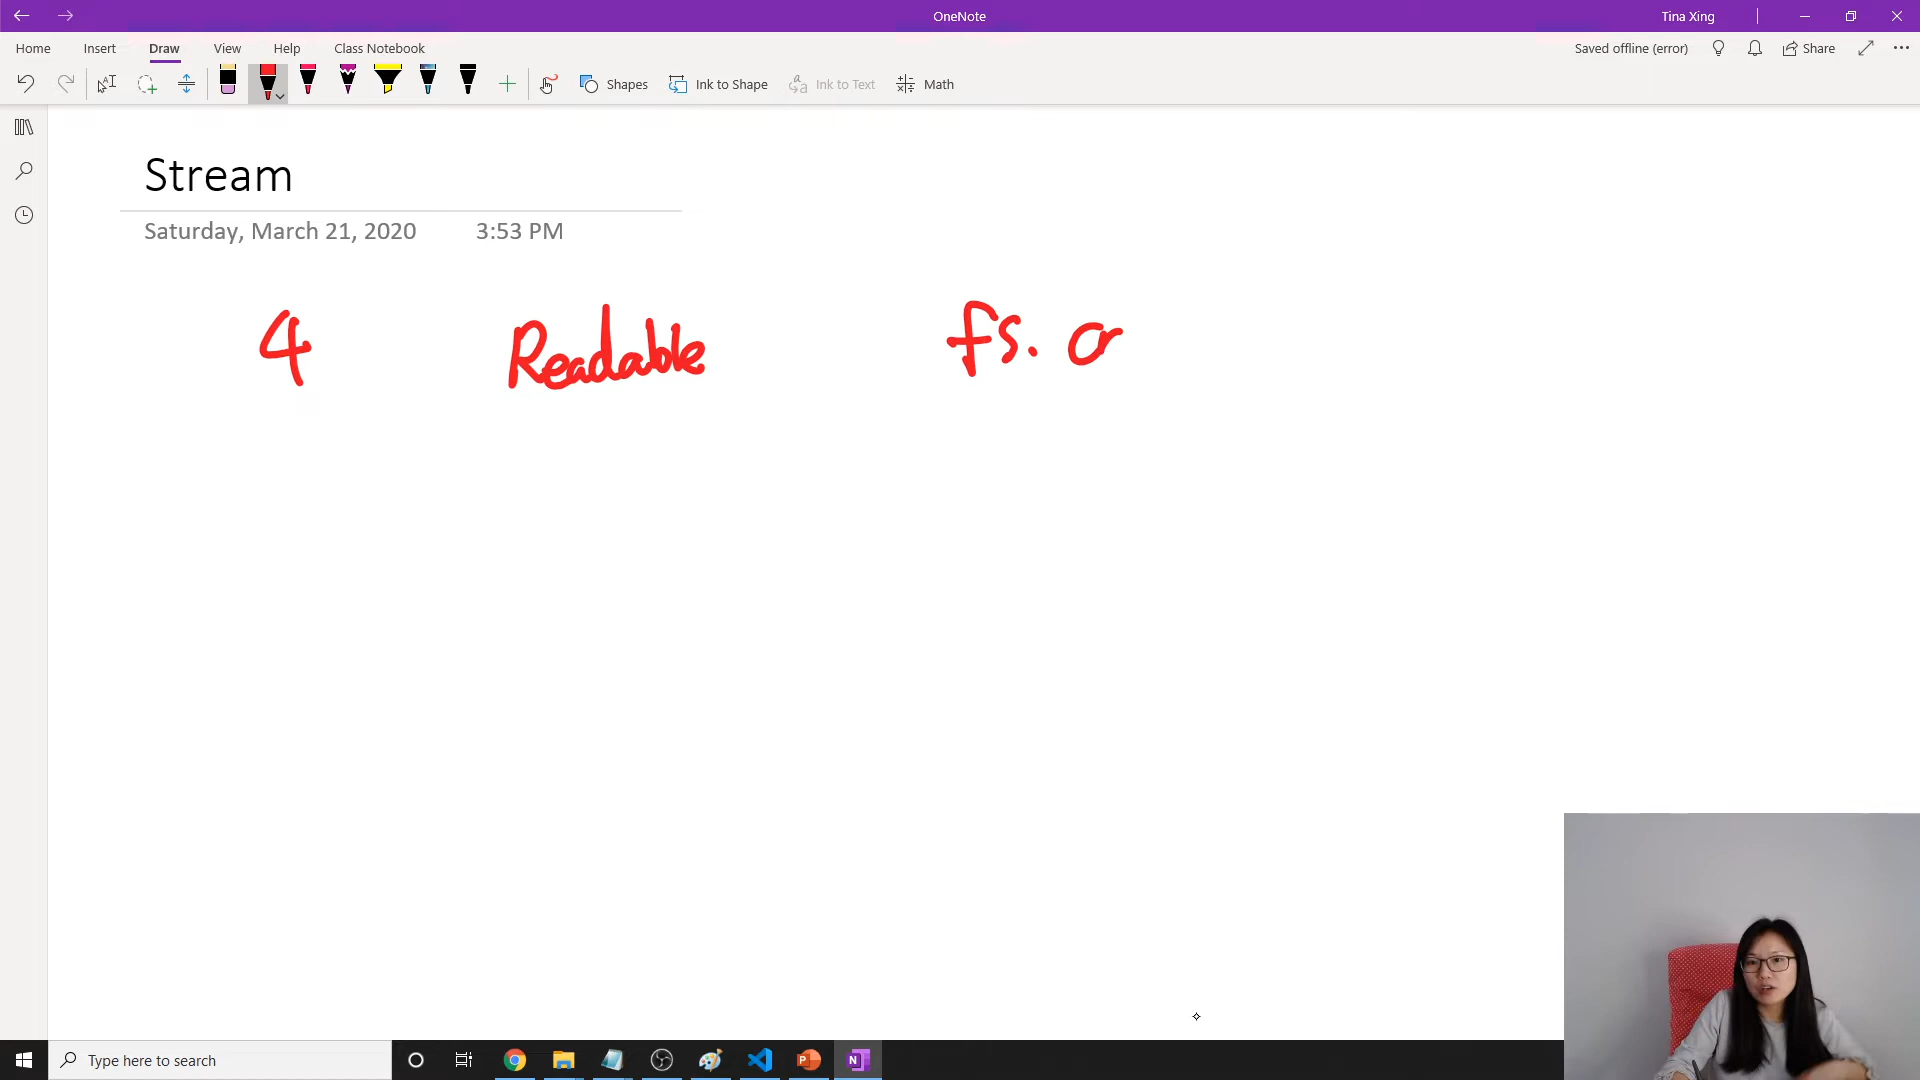 OneNote
Tina Xing
Home Insert Draw View Help Class Notebook
Saved offline (error) Share
Shapes Ink to Shape Ink to Text Math
Stream
Saturday, March 21, 2020 3:53 PM
4 Readable fs. cr
Type here to search